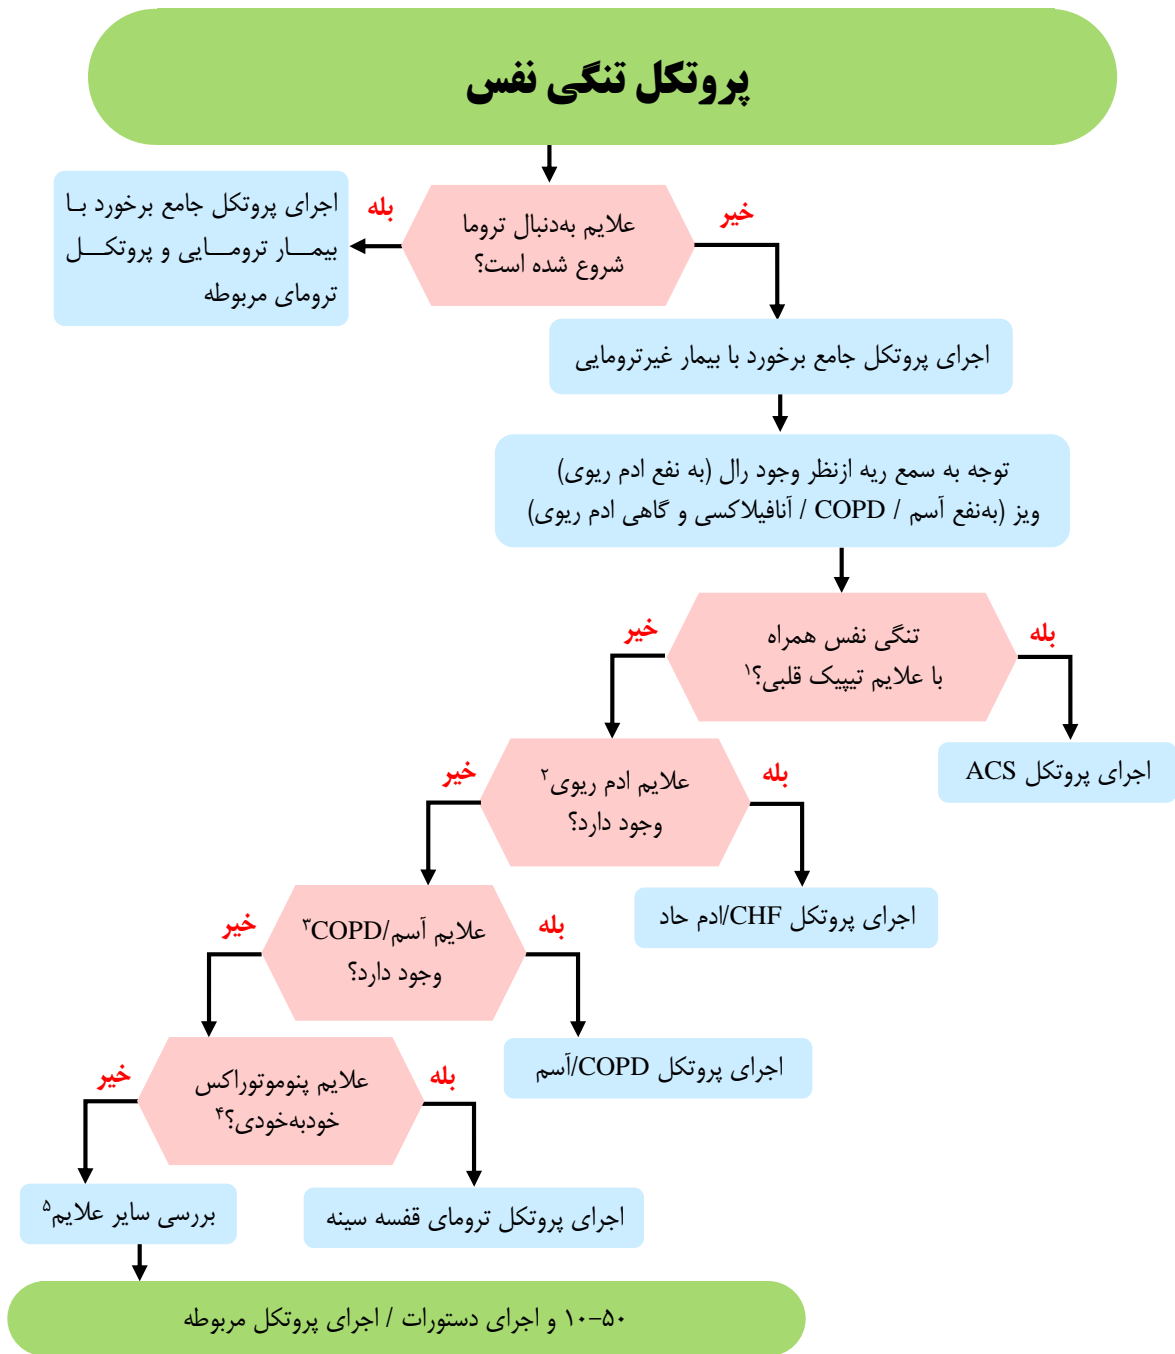 پروتکل تنگی نفس
علایم به‌دنبال تروما
شروع شده است؟
بله
خیر
اجرای پروتکل جامع برخورد بـا
بیمـــار ترومـــایی و پروتکـــل
ترومای مربوطه
اجرای پروتکل جامع برخورد با بیمار غیرترومایی
توجه به سمع ریه ازنظر وجود رال (به نفع ادم ریوی)
ویز (به‌نفع آسم / COPD / آنافیلاکسی و گاهی ادم ریوی)
تنگی نفس همراه
با علایم تیپیک قلبی؟۱
بله
خیر
اجرای پروتکل ACS
علایم ادم ریوی۲
وجود دارد؟
بله
خیر
اجرای پروتکل CHF/ادم حاد
علایم آسم/COPD۳
وجود دارد؟
بله
خیر
اجرای پروتکل COPD/آسم
علایم پنوموتوراکس
خودبه‌خودی؟۴
بله
خیر
اجرای پروتکل ترومای قفسه سینه
بررسی سایر علایم۵
۱۰-۵۰ و اجرای دستورات / اجرای پروتکل مربوطه